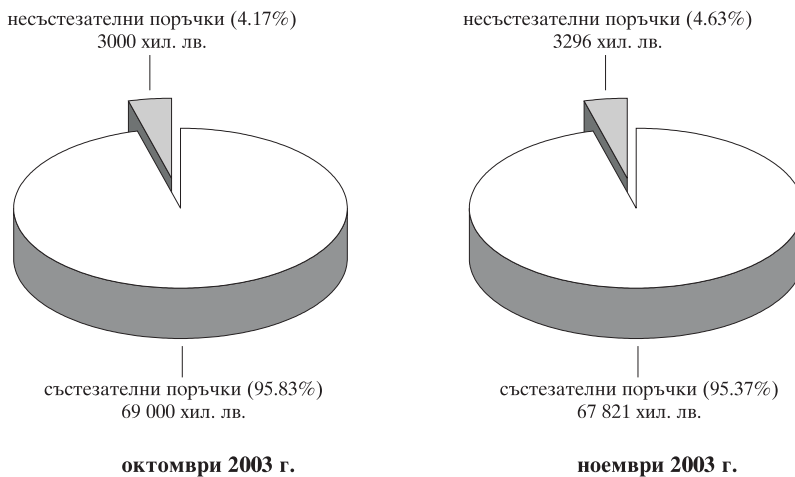 несъстезателни поръчки (4.17%)
3000 хил. лв.
състезателни поръчки (95.83%)
69 000 хил. лв.
октомври 2003 г.
несъстезателни поръчки (4.63%)
3296 хил. лв.
състезателни поръчки (95.37%)
67 821 хил. лв.
ноември 2003 г.